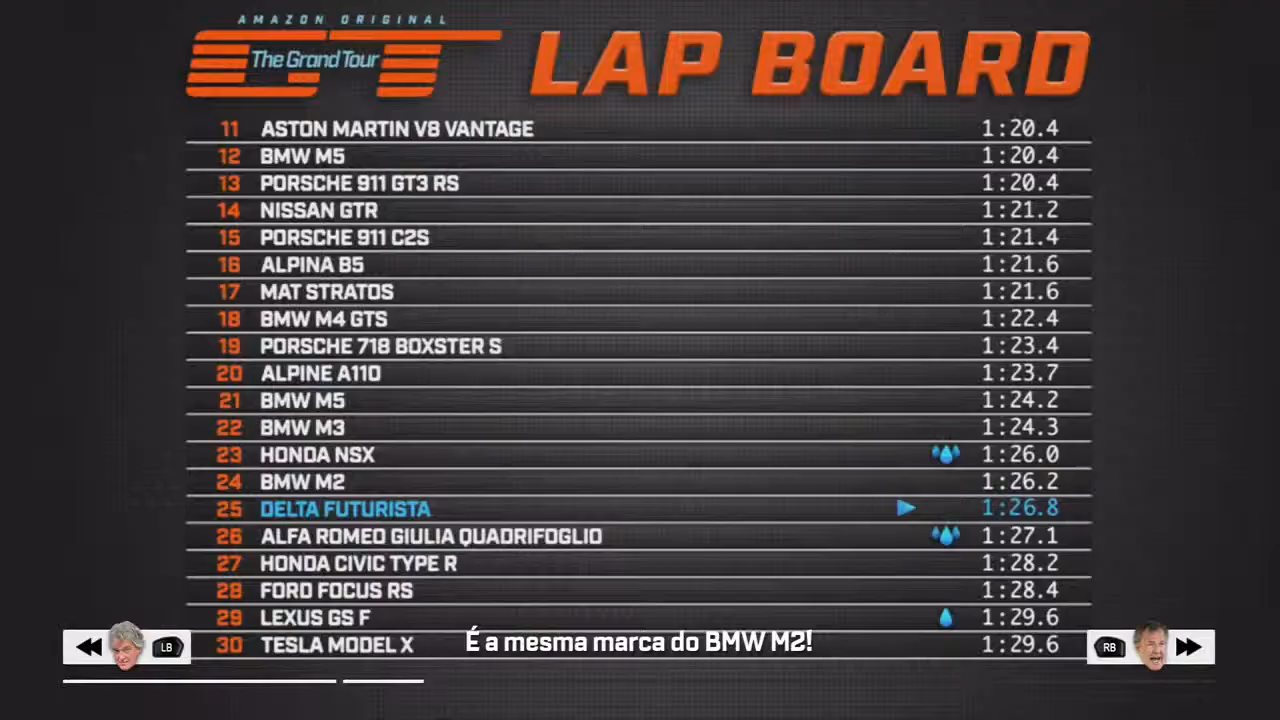 AMAZON ORIGINAL
The Grand Tour
LAP BOARD
11 ASTON MARTIN V8 VANTAGE 1:20.4
12 BMW M5 1:20.4
13 PORSCHE 911 GT3 RS 1:20.4
14 NISSAN GTR 1:21.2
15 PORSCHE 911 C2S 1:21.4
16 ALPINA B5 1:21.6
17 MAT STRATOS 1:21.6
18 BMW M4 GTS 1:22.4
19 PORSCHE 718 BOXSTER S 1:23.4
20 ALPINE A110 1:23.7
21 BMW M5 1:24.2
22 BMW M3 1:24.3
23 HONDA NSX 1:26.0
24 BMW M2 1:26.2
25 DELTA FUTURISTA 1:26.8
26 ALFA ROMEO GIULIA QUADRIFOGLIO 1:27.1
27 HONDA CIVIC TYPE R 1:28.2
28 FORD FOCUS RS 1:28.4
29 LEXUS GS F 1:29.6
30 TESLA MODEL X 1:29.6
LB
É a mesma marca do BMW M2!
RB